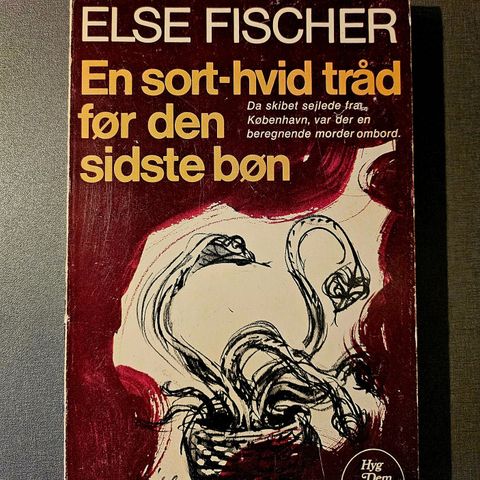 ELSE FISCHER
En sort-hvid tråd
før den
sidste bøn
Da skibet sejlede fra
København, var der en
beregnende morder ombord.
Hyg
Dem